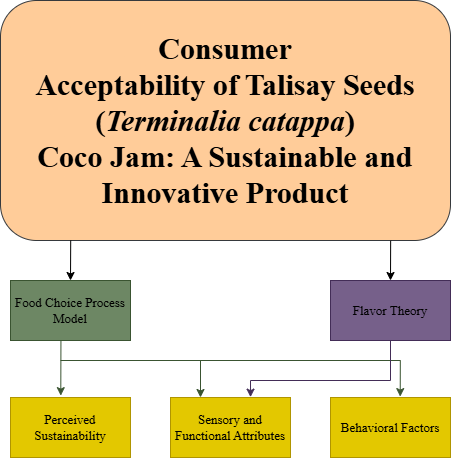 Consumer
Acceptability of Talisay Seeds
(Terminalia catappa)
Coco Jam: A Sustainable and
Innovative Product
Food Choice Process
Model
Flavor Theory
Perceived
Sustainability
Sensory and
Functional Attributes
Behavioral Factors